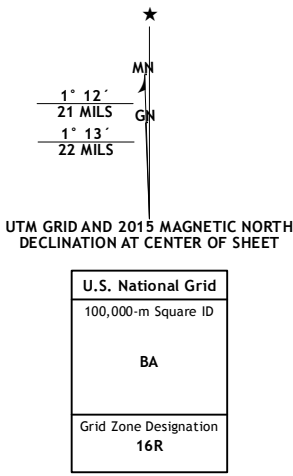 MN
1° 12´
21 MILS
GN
1° 13´
22 MILS
UTM GRID AND 2015 MAGNETIC NORTH
DECLINATION AT CENTER OF SHEET
U.S. National Grid
100,000-m Square ID
BA
Grid Zone Designation
16R